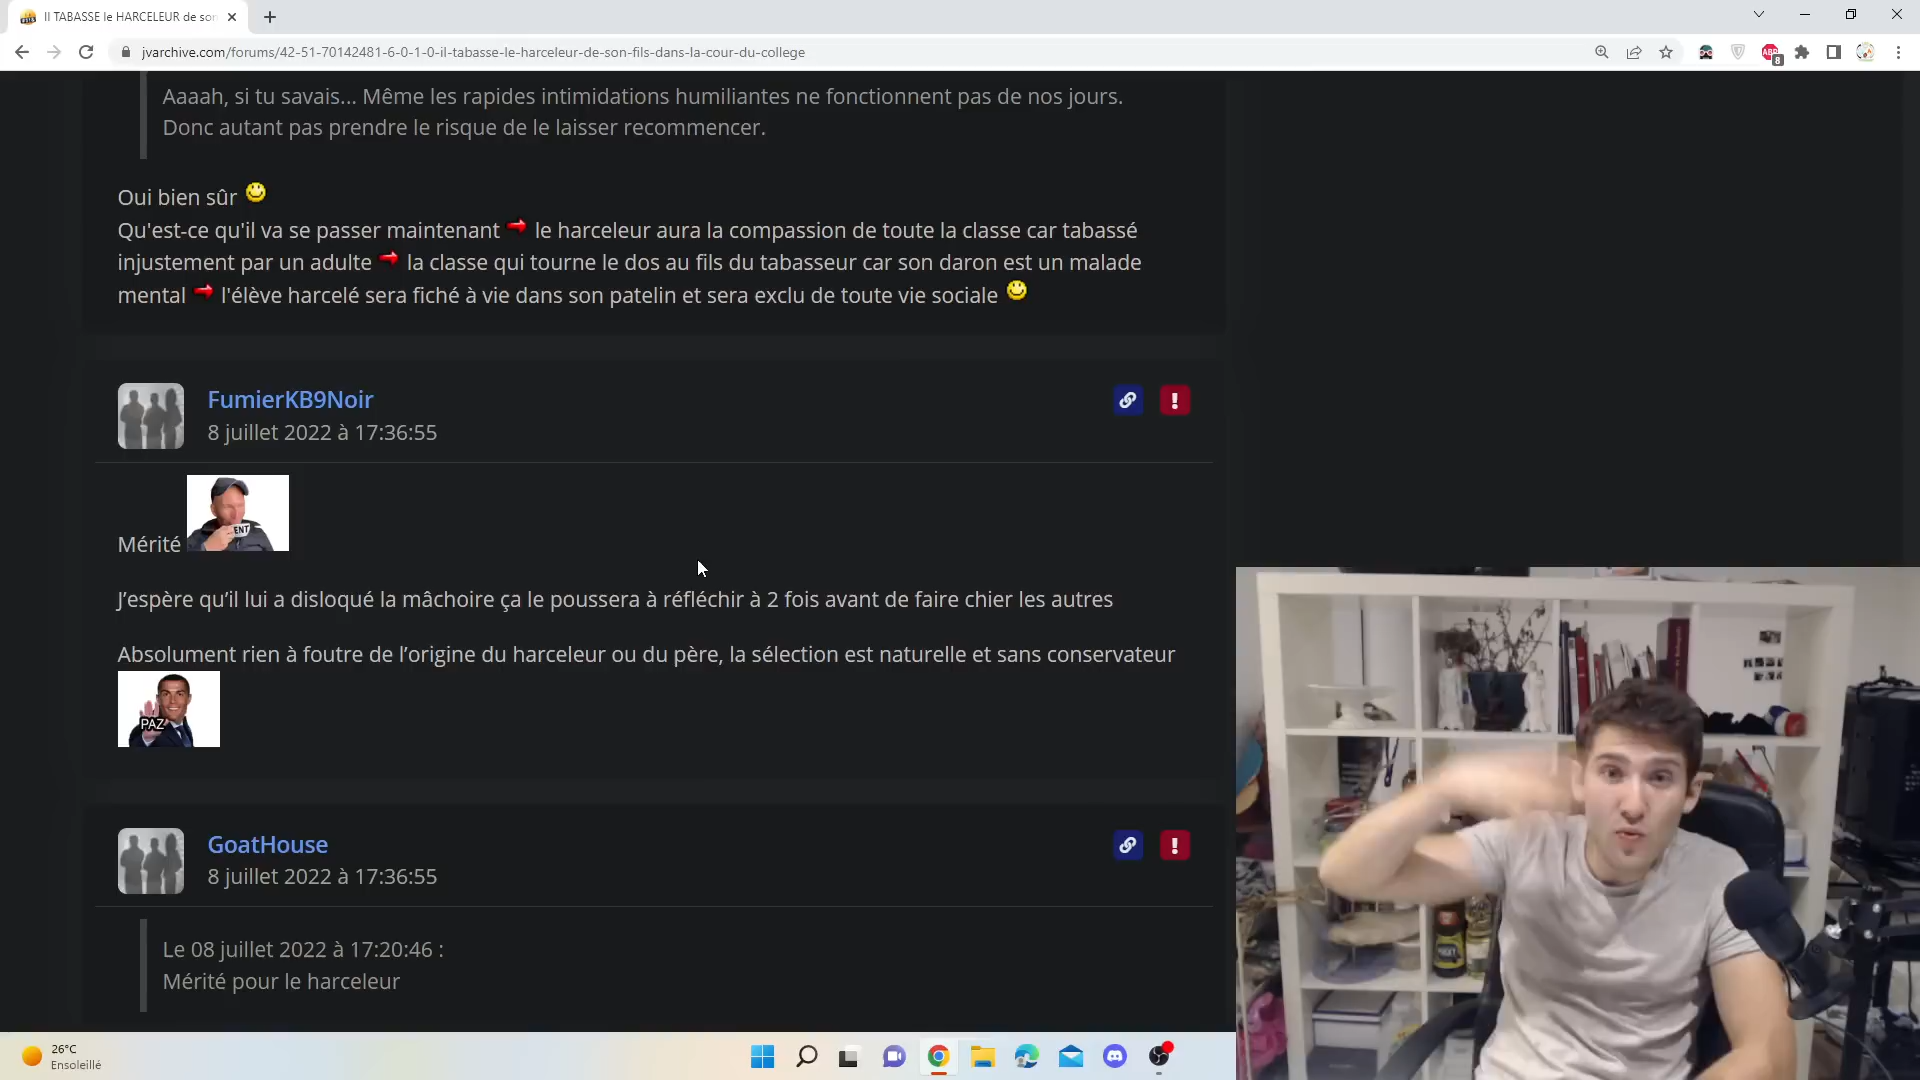 Il TABASSE le HARCELEUR de son
jvarchive.com/forums/42-51-70142481-6-0-1-0-il-tabasse-le-harceleur-de-son-fils-dans-la-cour-du-college
ABP
8
Aaaah, si tu savais... Même les rapides intimidations humiliantes ne fonctionnent pas de nos jours.
Donc autant pas prendre le risque de le laisser recommencer.
Oui bien sûr
Qu'est-ce qu'il va se passer maintenant le harceleur aura la compassion de toute la classe car tabassé
injustement par un adulte la classe qui tourne le dos au fils du tabasseur car son daron est un malade
mental l'élève harcelé sera fiché à vie dans son patelin et sera exclu de toute vie sociale
FumierKB9Noir
8 juillet 2022 à 17:36:55
ENT
Mérité
J’espère qu’il lui a disloqué la mâchoire ça le poussera à réfléchir à 2 fois avant de faire chier les autres
Absolument rien à foutre de l’origine du harceleur ou du père, la sélection est naturelle et sans conservateur
PAZ
GoatHouse
8 juillet 2022 à 17:36:55
Le 08 juillet 2022 à 17:20:46 :
Mérité pour le harceleur
26°C
Ensoleillé